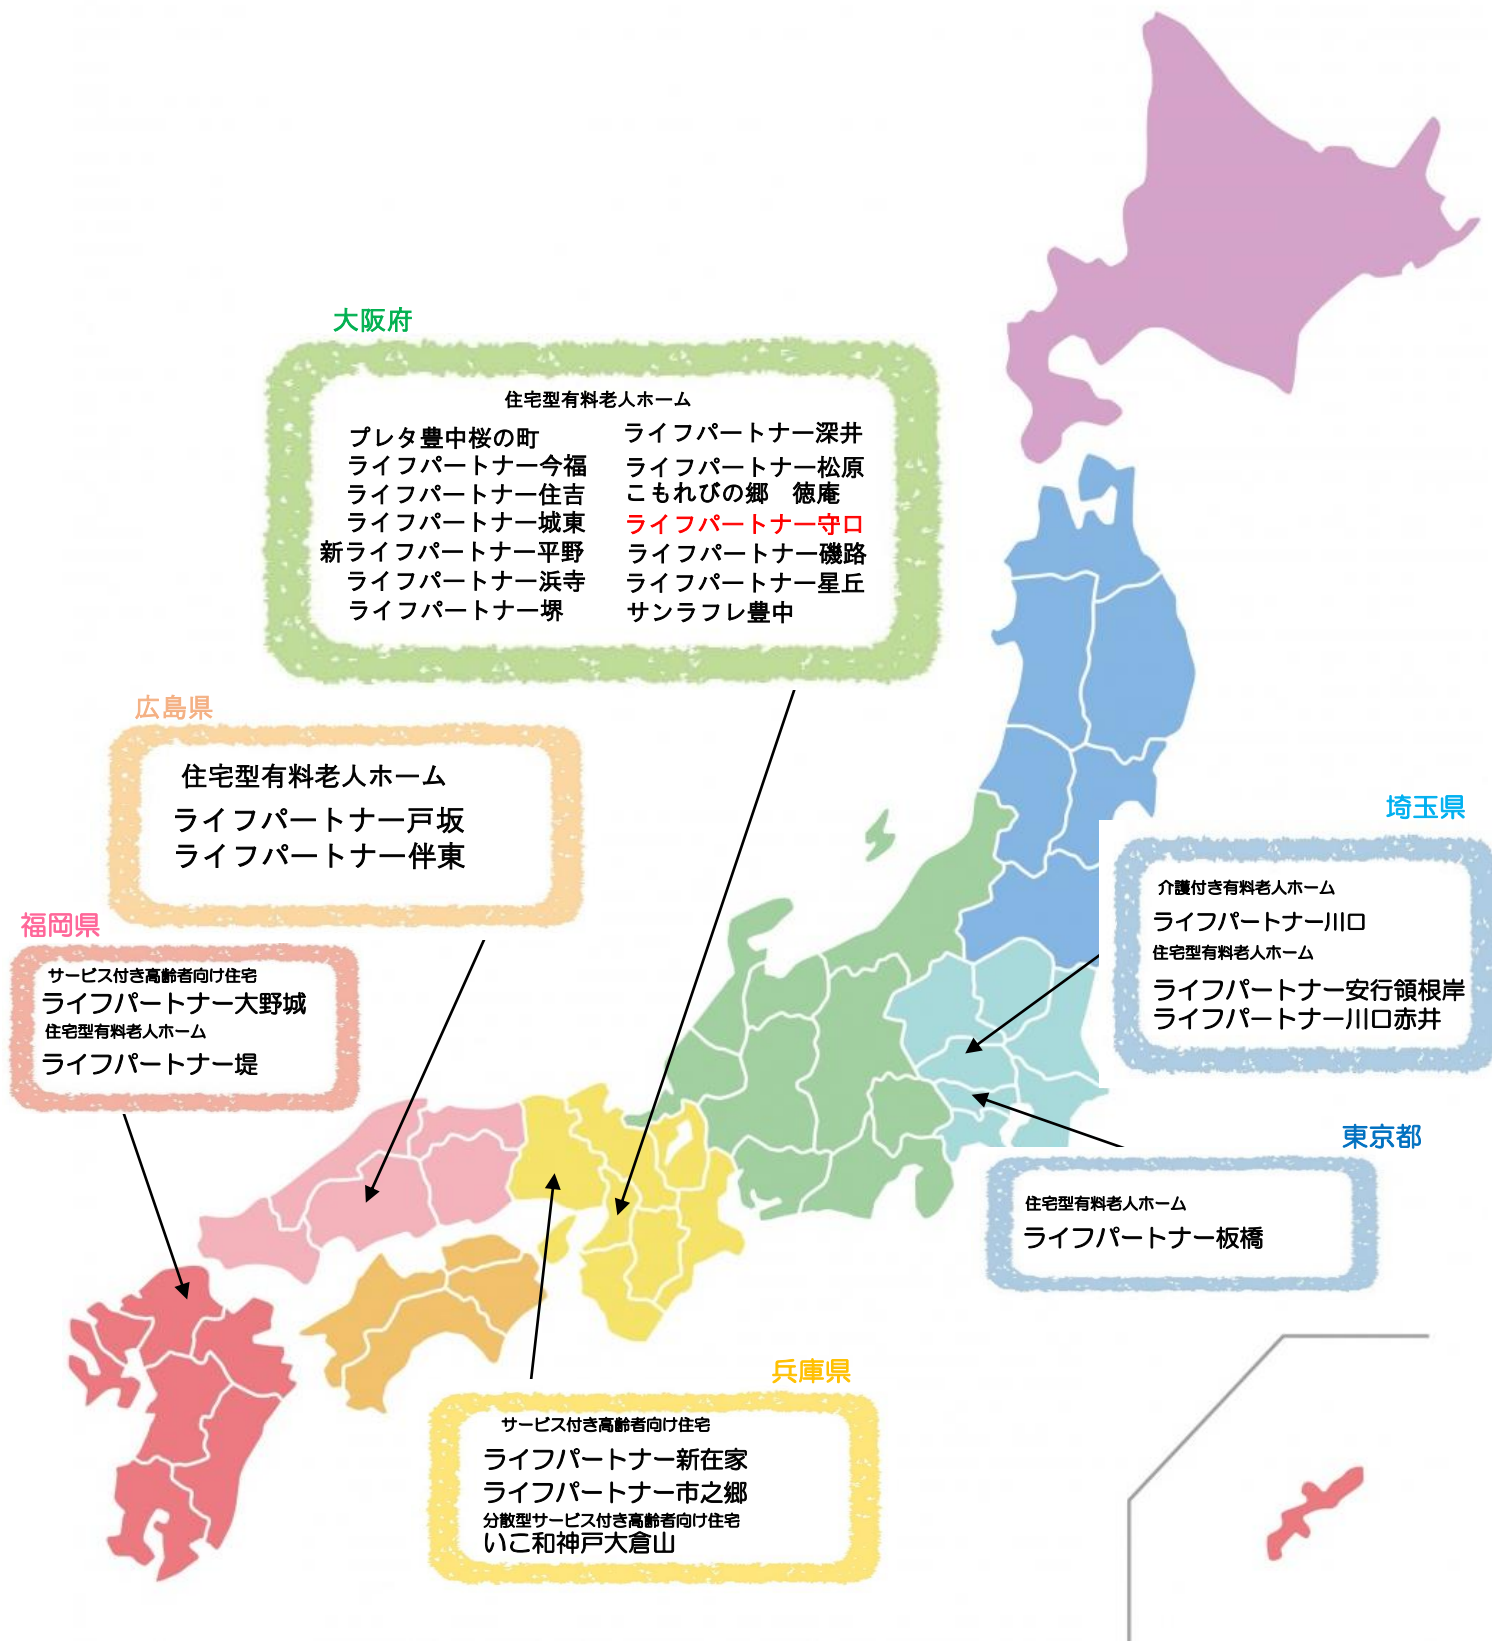 大阪府
住宅型有料老人ホーム
プレタ豊中桜の町
ライフパートナー今福
ライフパートナー住吉
ライフパートナー城東
新ライフパートナー平野
ライフパートナー浜寺
ライフパートナー堺
ライフパートナー深井
ライフパートナー松原
こもれびの郷　徳庵
ライフパートナー守口
ライフパートナー磯路
ライフパートナー星丘
サンラフレ豊中
広島県
住宅型有料老人ホーム
ライフパートナー戸坂
ライフパートナー伴東
福岡県
サービス付き高齢者向け住宅
ライフパートナー大野城
住宅型有料老人ホーム
ライフパートナー堤
埼玉県
介護付き有料老人ホーム
ライフパートナー川口
住宅型有料老人ホーム
ライフパートナー安行領根岸
ライフパートナー川口赤井
東京都
住宅型有料老人ホーム
ライフパートナー板橋
兵庫県
サービス付き高齢者向け住宅
ライフパートナー新在家
ライフパートナー市之郷
分散型サービス付き高齢者向け住宅
いこ和神戸大倉山